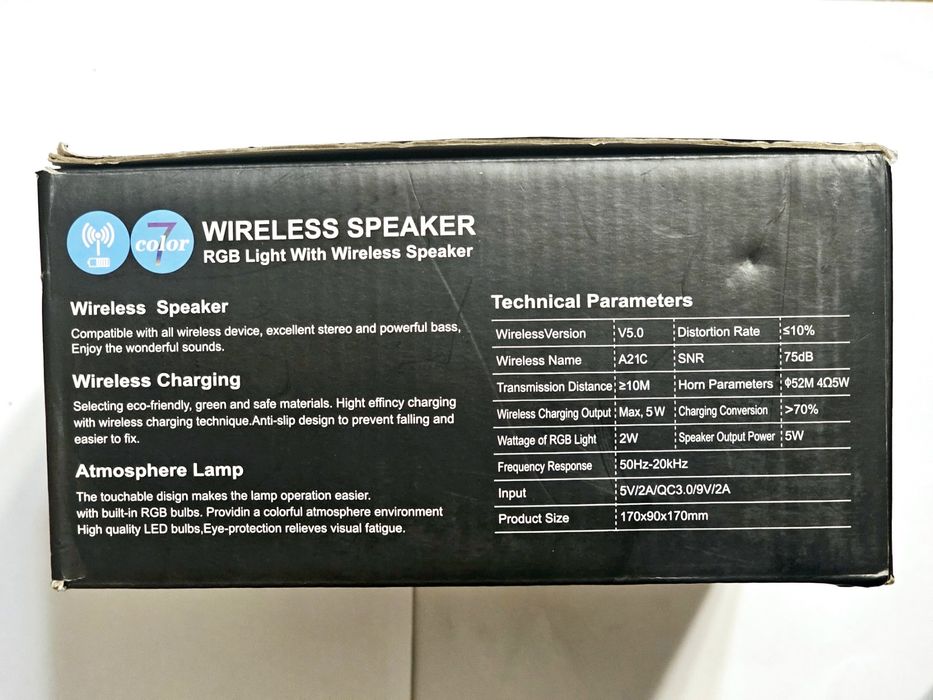 7
color
WIRELESS SPEAKER
RGB Light With Wireless Speaker
Wireless Speaker
Compatible with all wireless device, excellent stereo and powerful bass,
Enjoy the wonderful sounds.
Wireless Charging
Selecting eco-friendly, green and safe materials. Hight effincy charging
with wireless charging technique.Anti-slip design to prevent falling and
easier to fix.
Atmosphere Lamp
The touchable disign makes the lamp operation easier.
with built-in RGB bulbs. Providin a colorful atmosphere environment
High quality LED bulbs,Eye-protection relieves visual fatigue.
Technical Parameters
WirelessVersion V5.0 Distortion Rate ≤10%
Wireless Name A21C SNR 75dB
Transmission Distance ≥10M Horn Parameters Φ52M 4Ω5W
Wireless Charging Output Max, 5W Charging Conversion >70%
Wattage of RGB Light 2W Speaker Output Power 5W
Frequency Response 50Hz-20kHz
Input 5V/2A/QC3.0/9V/2A
Product Size 170x90x170mm